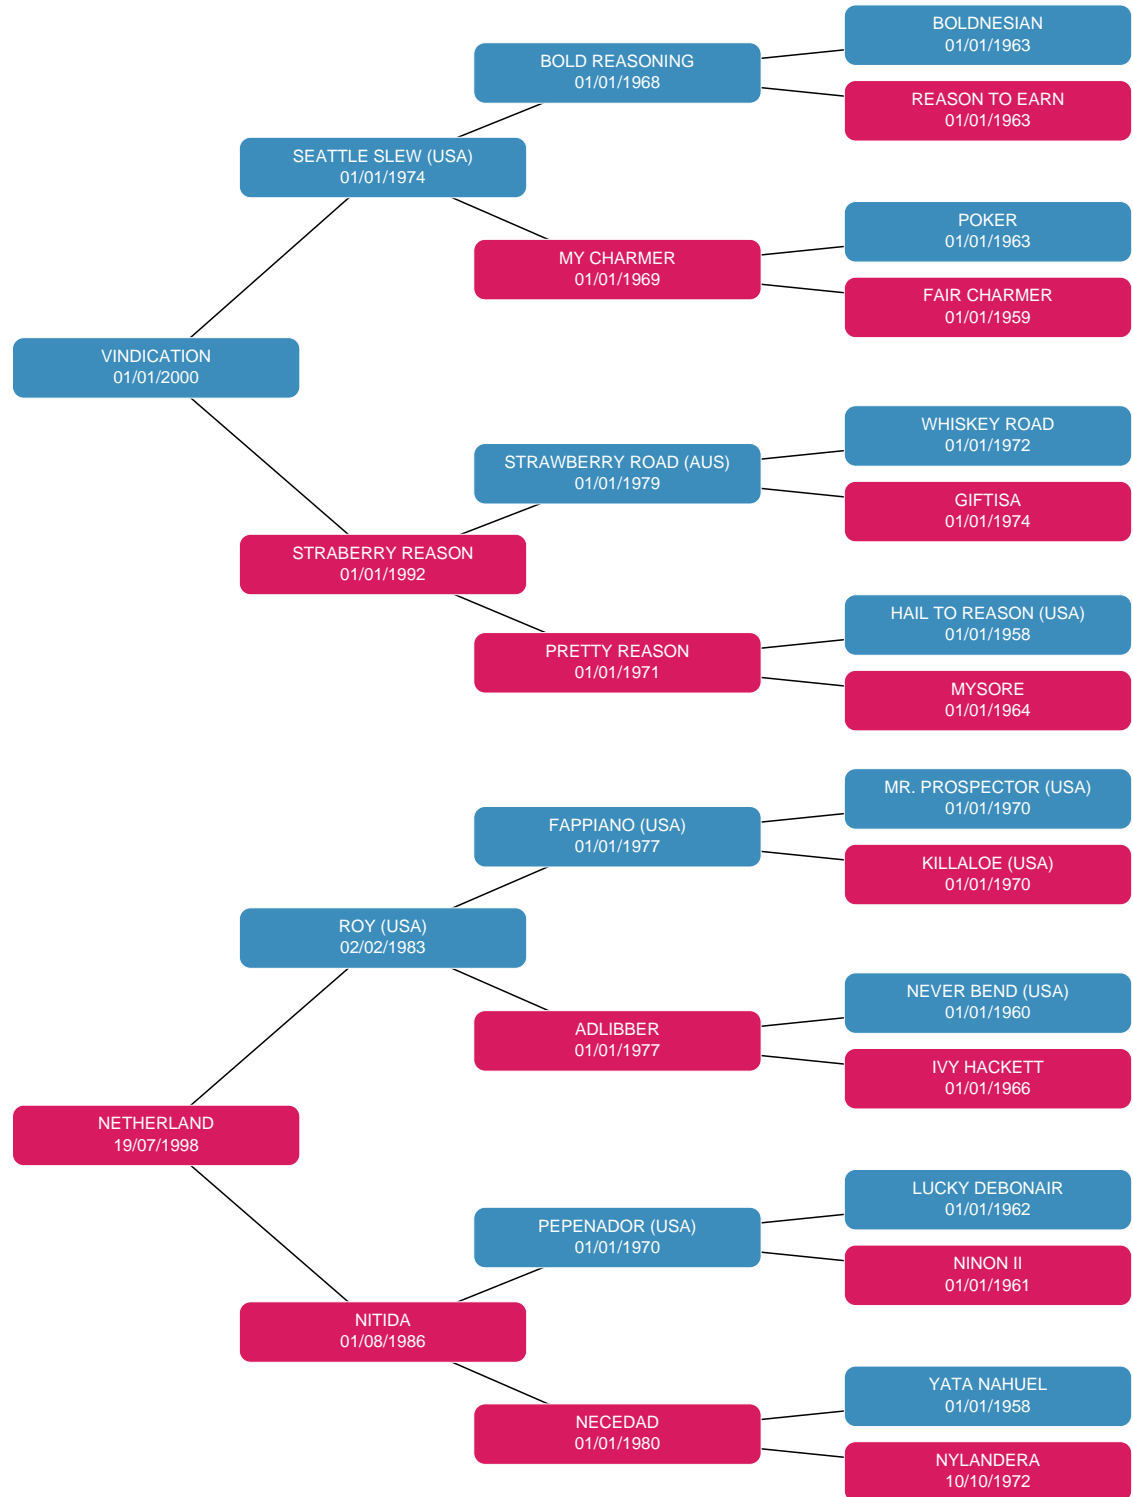 BOLDNESIAN
01/01/1963
BOLD REASONING
01/01/1968
REASON TO EARN
01/01/1963
SEATTLE SLEW (USA)
01/01/1974
POKER
01/01/1963
MY CHARMER
01/01/1969
FAIR CHARMER
01/01/1959
VINDICATION
01/01/2000
WHISKEY ROAD
01/01/1972
STRAWBERRY ROAD (AUS)
01/01/1979
GIFTISA
01/01/1974
STRABERRY REASON
01/01/1992
HAIL TO REASON (USA)
01/01/1958
PRETTY REASON
01/01/1971
MYSORE
01/01/1964
MR. PROSPECTOR (USA)
01/01/1970
FAPPIANO (USA)
01/01/1977
KILLALOE (USA)
01/01/1970
ROY (USA)
02/02/1983
NEVER BEND (USA)
01/01/1960
ADLIBBER
01/01/1977
IVY HACKETT
01/01/1966
NETHERLAND
19/07/1998
LUCKY DEBONAIR
01/01/1962
PEPENADOR (USA)
01/01/1970
NINON II
01/01/1961
NITIDA
01/08/1986
YATA NAHUEL
01/01/1958
NECEDAD
01/01/1980
NYLANDERA
10/10/1972